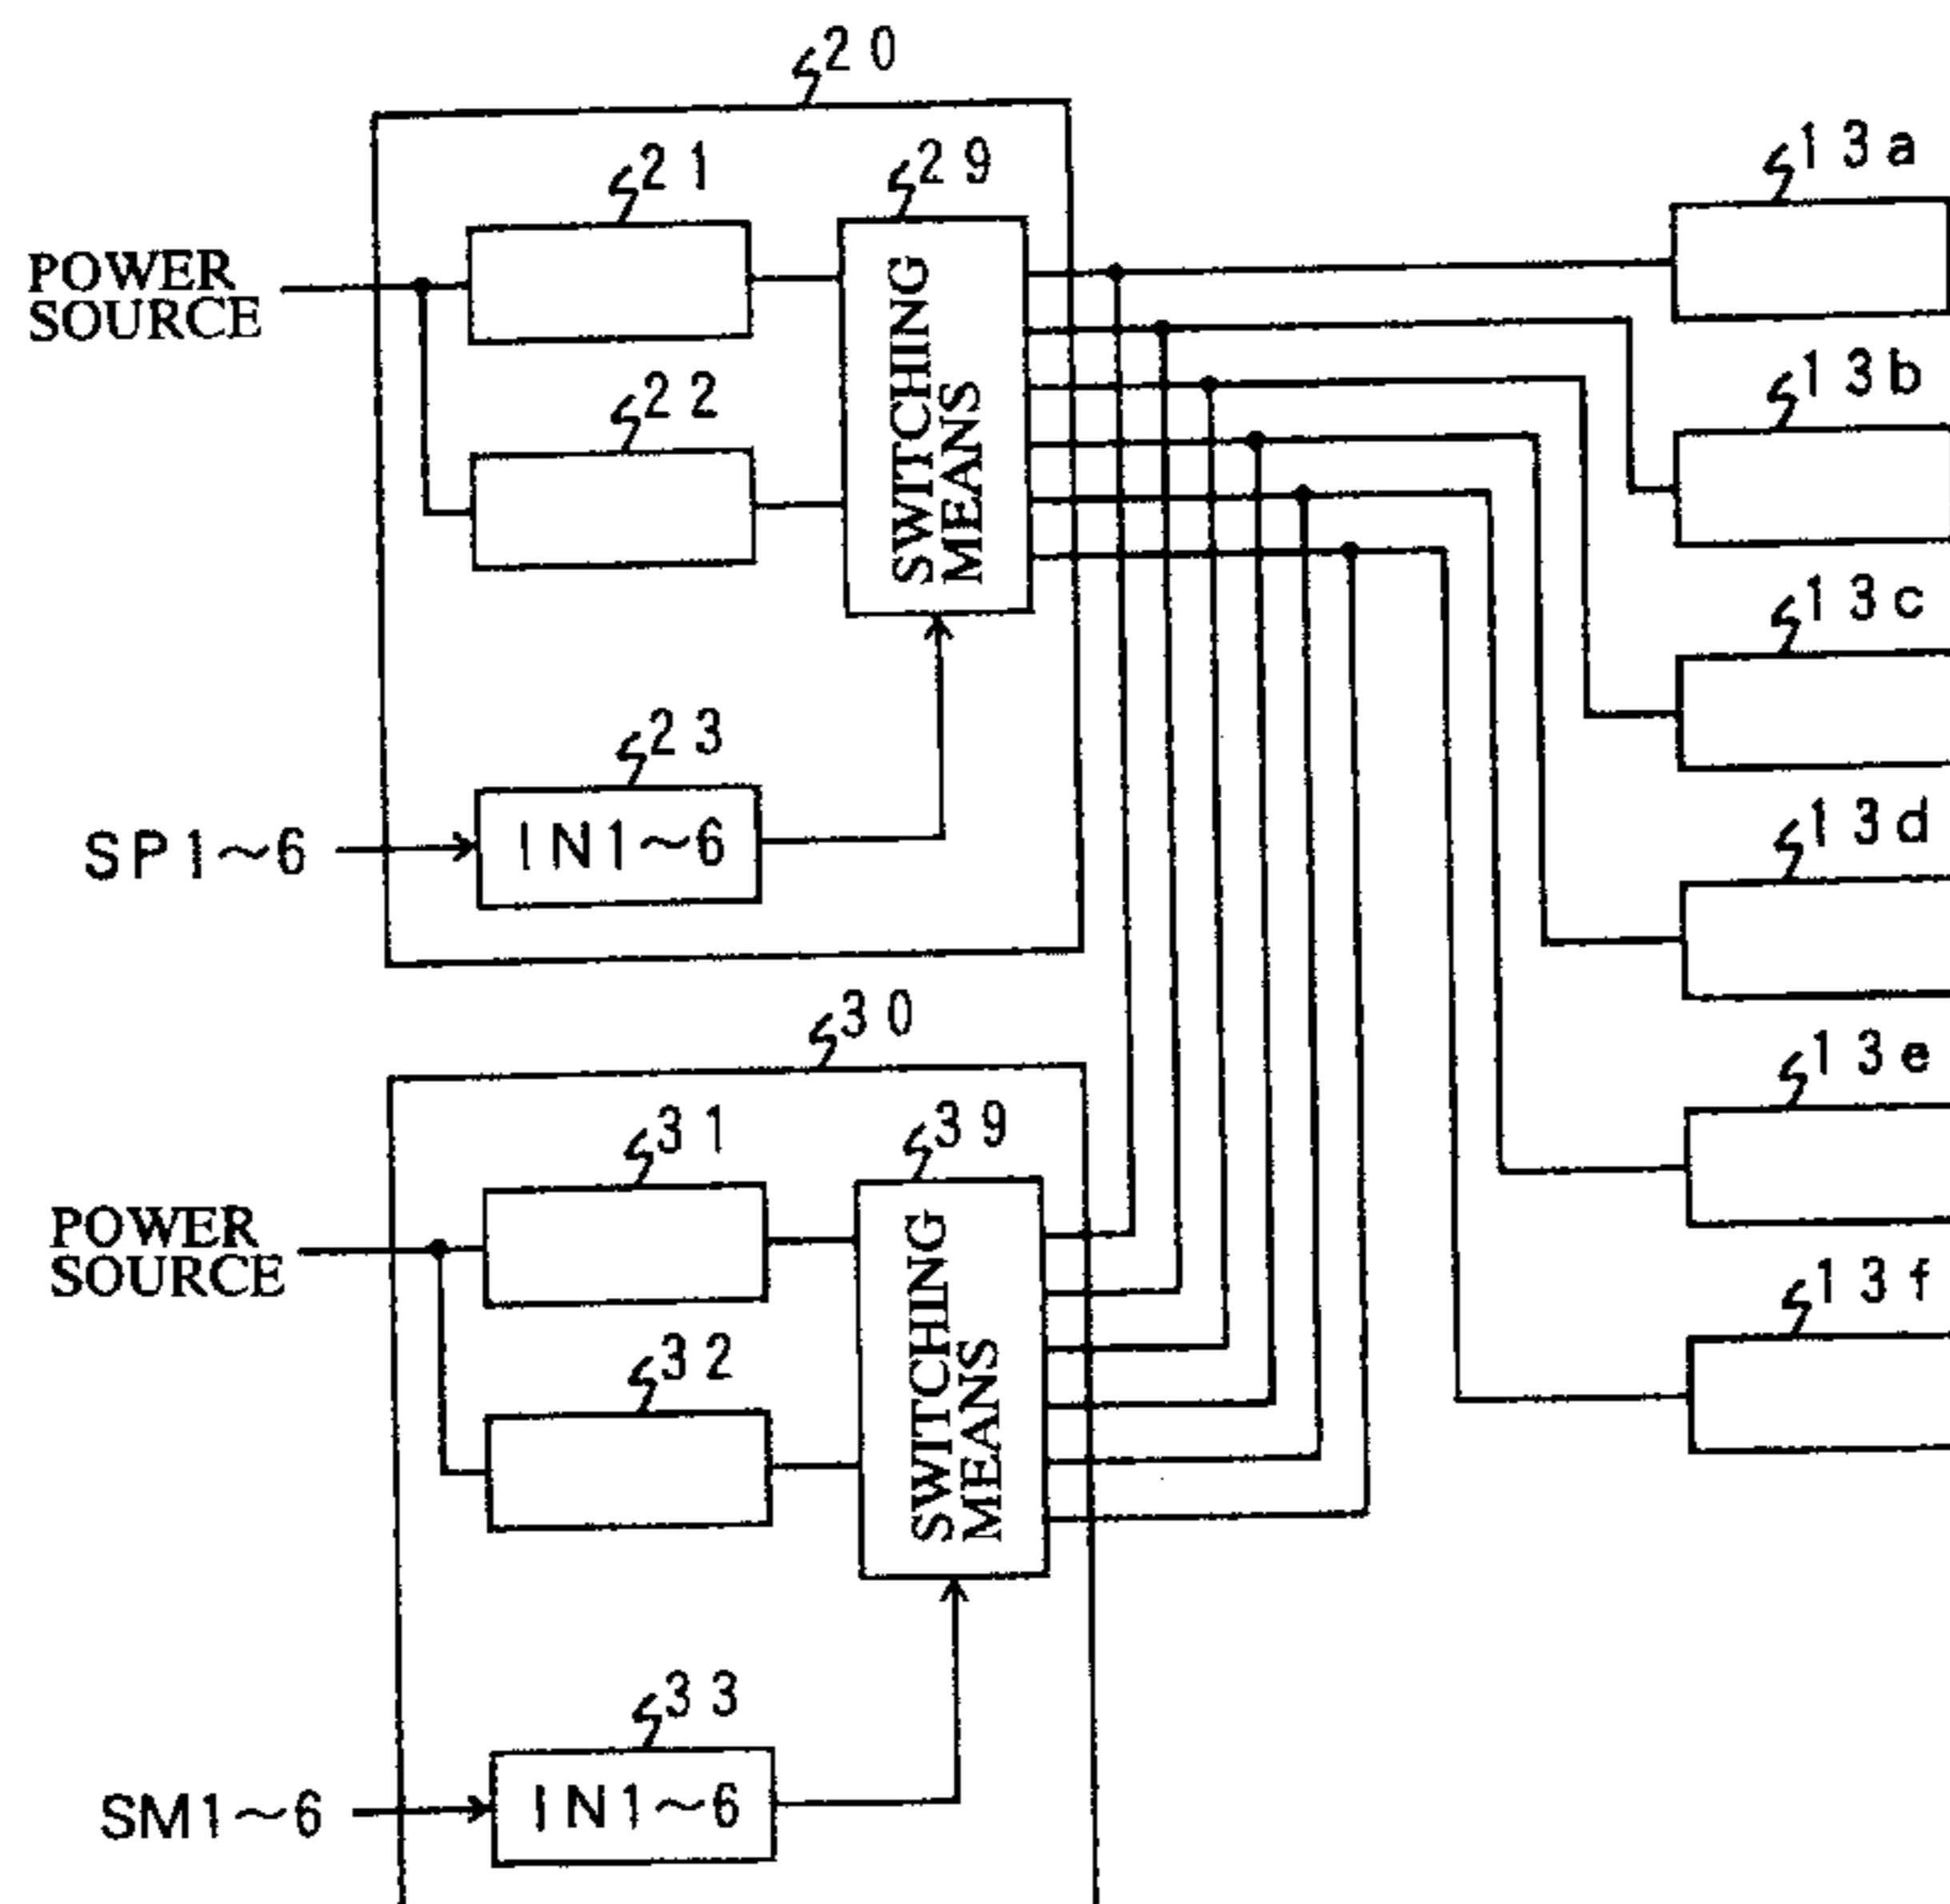 20
21
29
13a
POWER
SOURCE
SWITCHING
MEANS
22
13b
13c
23
SP1～6
IN1～6
13d
30
31
39
13e
POWER
SOURCE
SWITCHING
MEANS
32
13f
33
SM1～6
IN1～6